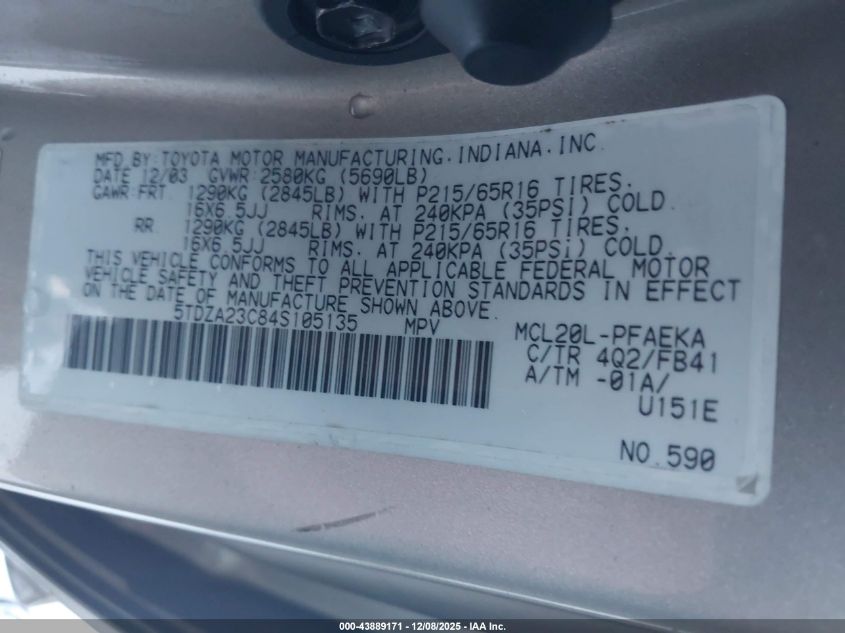 MFD.BY:TOYOTA MOTOR MANUFACTURING.INDIANA.INC.
DATE 12/03 GVWR:2580KG (5690LB)
GAWR:FRT. 1290KG (2845LB) WITH P215/65R16 TIRES.
16X6.5JJ RIMS. AT 240KPA (35PSI) COLD.
RR. 1290KG (2845LB) WITH P215/65R16 TIRES.
16X6.5JJ RIMS. AT 240KPA (35PSI) COLD.
THIS VEHICLE CONFORMS TO ALL APPLICABLE FEDERAL MOTOR
VEHICLE SAFETY AND THEFT PREVENTION STANDARDS IN EFFECT
ON THE DATE OF MANUFACTURE SHOWN ABOVE.
5TDZA23C84S105135 MPV
MCL20L-PFAEKA
C/TR 4Q2/FB41
A/TM -01A/
U151E
NO.590
000-43889171 - 12/08/2025 - IAA Inc.